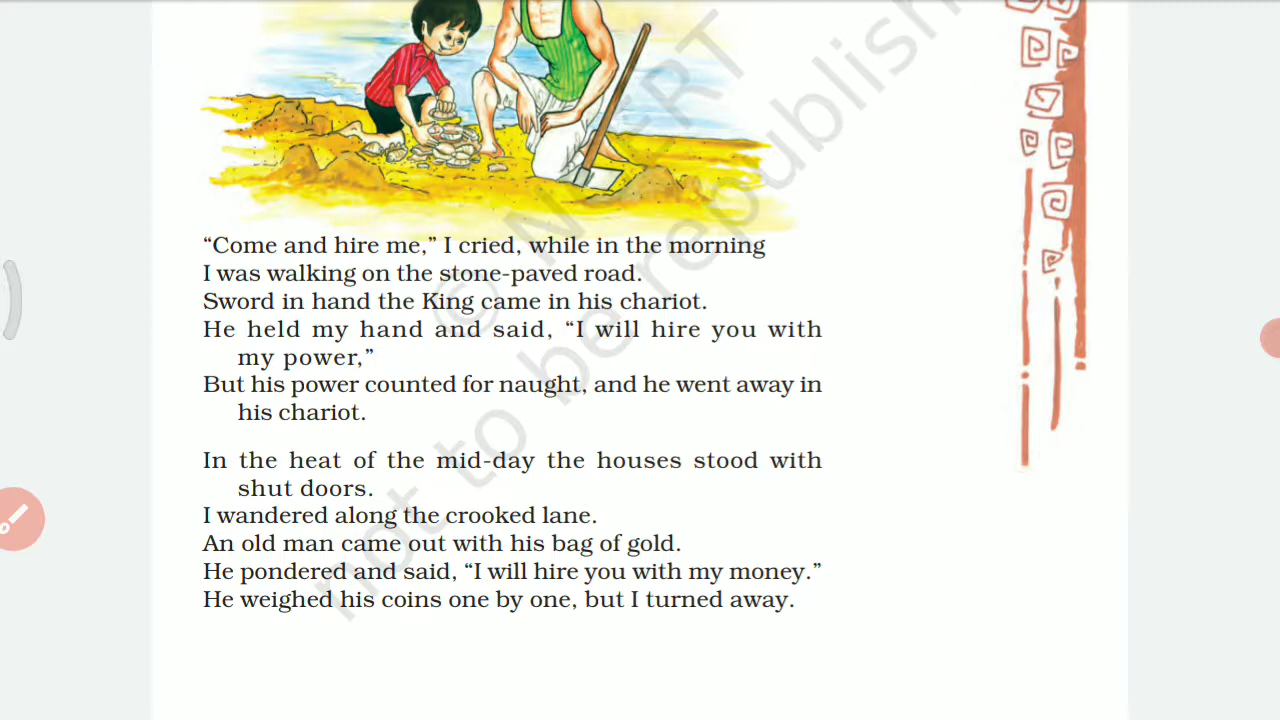 “Come and hire me,” I cried, while in the morning
I was walking on the stone-paved road.
Sword in hand the King came in his chariot.
He held my hand and said, “I will hire you with
my power,”
But his power counted for naught, and he went away in
his chariot.
In the heat of the mid-day the houses stood with
shut doors.
I wandered along the crooked lane.
An old man came out with his bag of gold.
He pondered and said, “I will hire you with my money.”
He weighed his coins one by one, but I turned away.
© NCERT
not to be republish